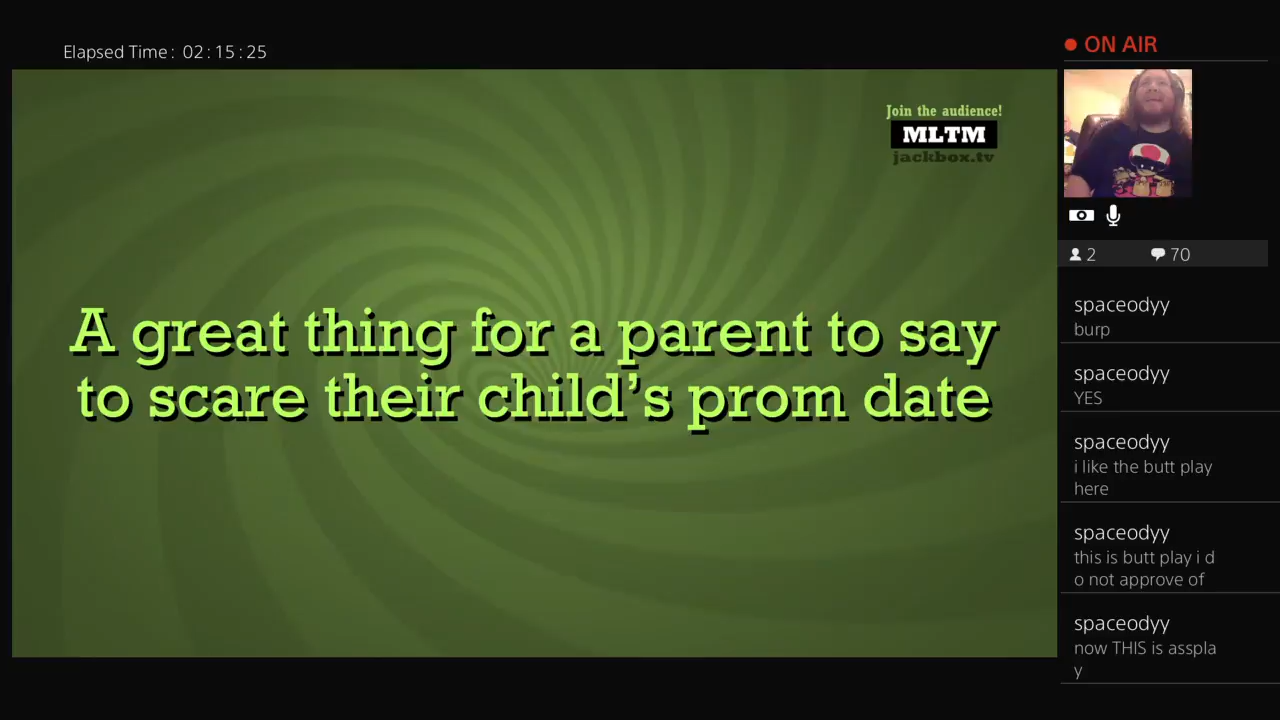 Elapsed Time: 02:15:25
ON AIR
Join the audience!
MLTM
jackbox.tv
A great thing for a parent to say
to scare their child's prom date
2
70
spaceodyy
burp
spaceodyy
YES
spaceodyy
i like the butt play
here
spaceodyy
this is butt play i d
o not approve of
spaceodyy
now THIS is asspla
y